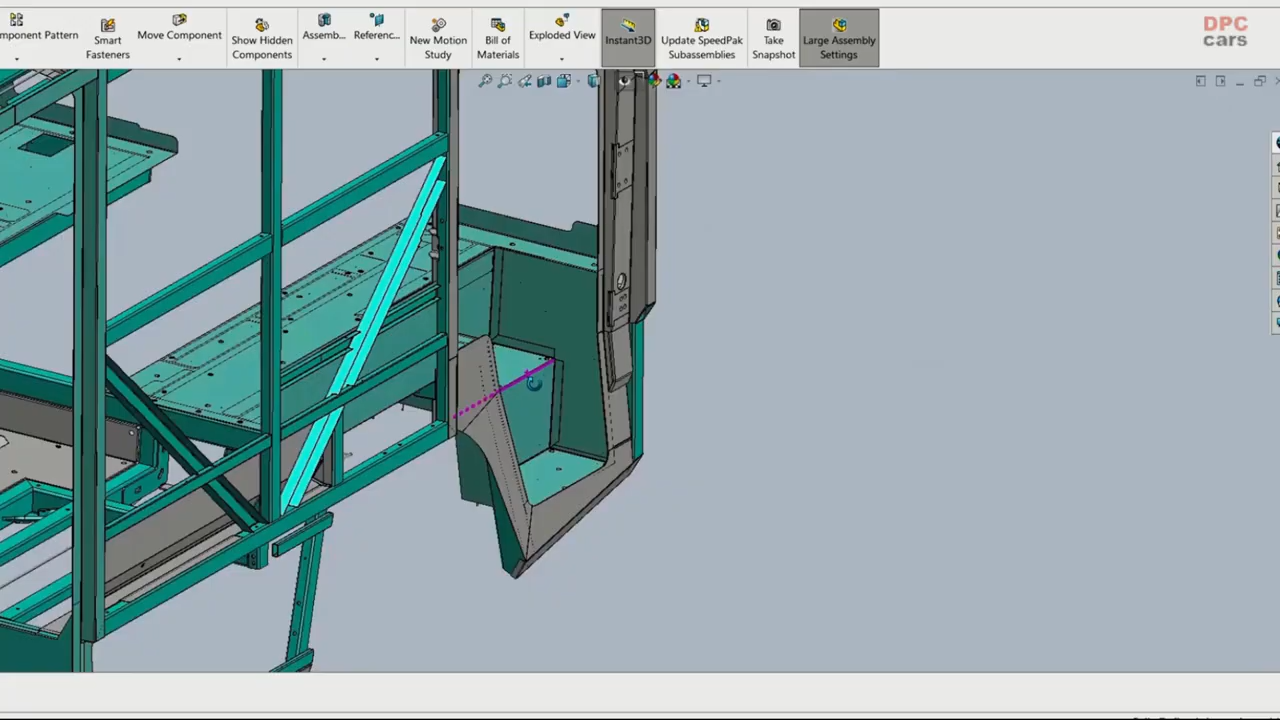 mponent Pattern
Smart
Fasteners
Move Component
Show Hidden
Components
Assemb...
Referenc...
New Motion
Study
Bill of
Materials
Exploded View
Instant3D
Update SpeedPak
Subassemblies
Take
Snapshot
Large Assembly
Settings
DPC
cars